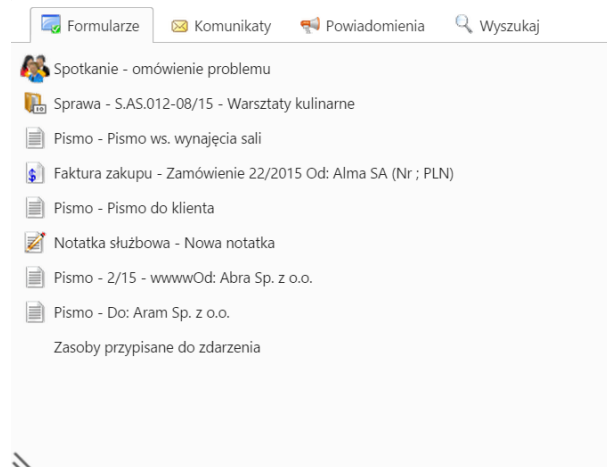 Formularze Komunikaty Powiadomienia Wyszukaj
Spotkanie - omówienie problemu
Sprawa - S.AS.012-08/15 - Warsztaty kulinarne
Pismo - Pismo ws. wynajęcia sali
Faktura zakupu - Zamówienie 22/2015 Od: Alma SA (Nr ; PLN)
Pismo - Pismo do klienta
Notatka służbowa - Nowa notatka
Pismo - 2/15 - wwwwOd: Abra Sp. z o.o.
Pismo - Do: Aram Sp. z o.o.
Zasoby przypisane do zdarzenia